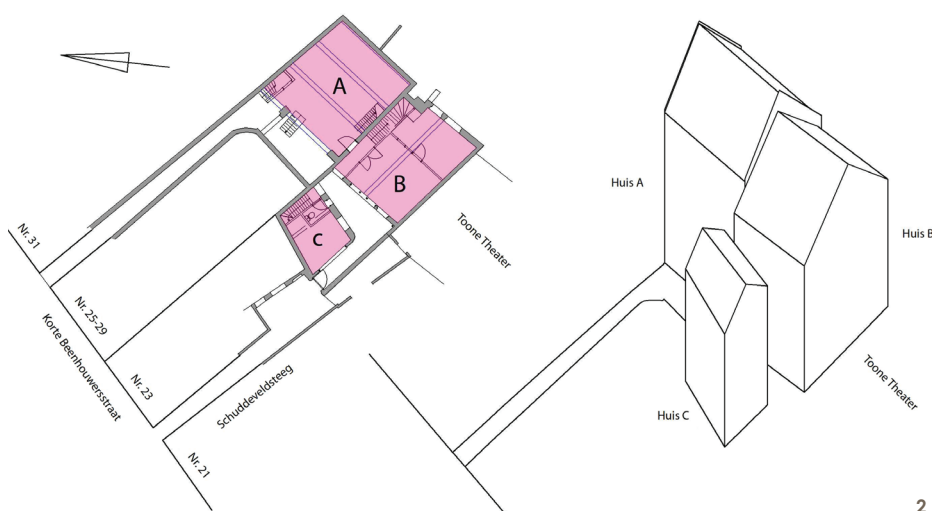 A
B
C
Nr. 31
Nr. 25-29
Nr. 23
Nr. 21
Korte Beenhouwersstraat
Schuddeveldsteeg
Toone Theater
Huis A
Huis B
Huis C
Toone Theater
2